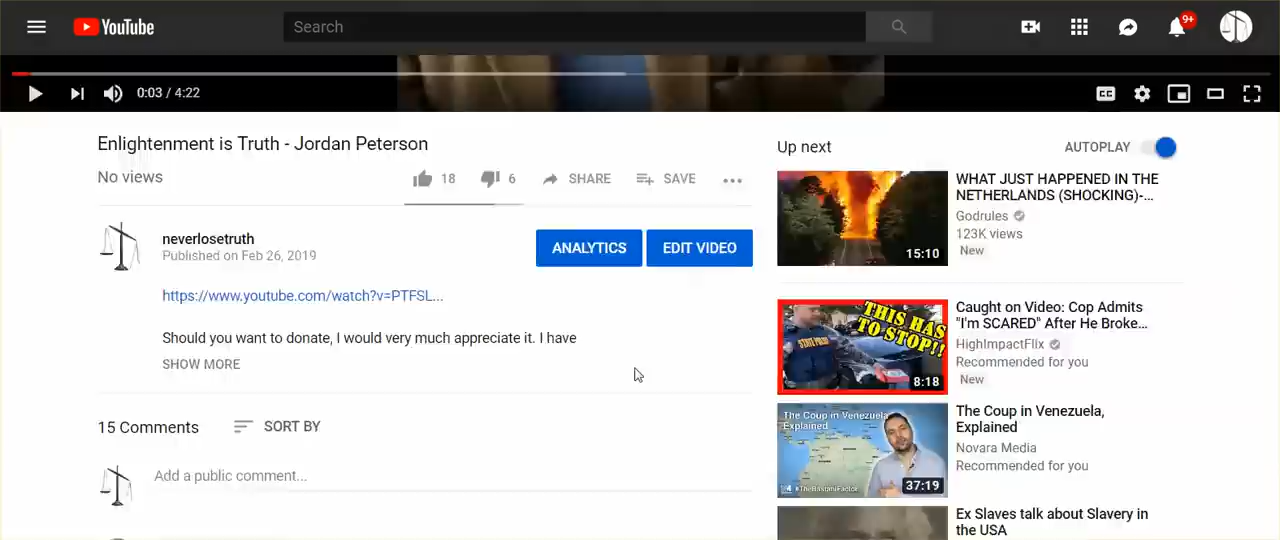 YouTube
Search
9+
0:03 / 4:22
CC
Enlightenment is Truth - Jordan Peterson
No views
18
6
SHARE
SAVE
neverlosetruth
Published on Feb 26, 2019
ANALYTICS
EDIT VIDEO
https://www.youtube.com/watch?v=PTFSL...
Should you want to donate, I would very much appreciate it. I have
SHOW MORE
15 Comments
SORT BY
Add a public comment...
Up next
AUTOPLAY
15:10
WHAT JUST HAPPENED IN THE
NETHERLANDS (SHOCKING)-...
Godrules
123K views
New
THIS HAS
TO STOP!!
STATE POLICE
8:18
Caught on Video: Cop Admits
"I'm SCARED" After He Broke...
HighImpactFlix
Recommended for you
New
The Coup in Venezuela,
Explained
#TheBastaniFactor
37:19
The Coup in Venezuela,
Explained
Novara Media
Recommended for you
Ex Slaves talk about Slavery in
the USA